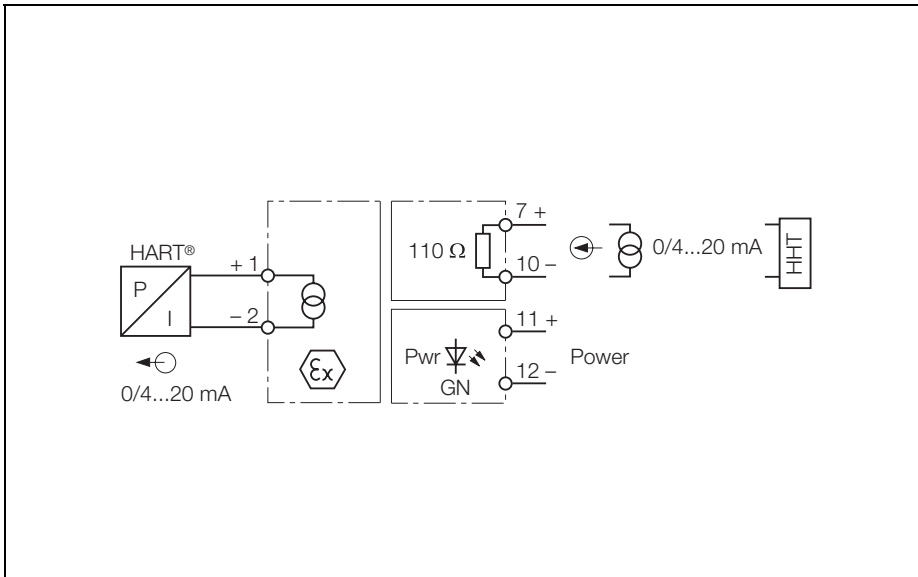 HART®
P
I
0/4...20 mA
+ 1
– 2
Ex
110 Ω
7 +
10 –
0/4...20 mA
HHT
Pwr
GN
11 +
12 –
Power